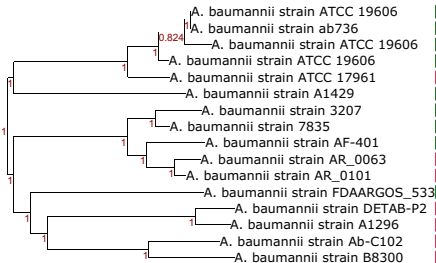 A. baumannii strain ATCC 19606
1
A. baumannii strain ab736
0.824
A. baumannii strain ATCC 19606
A. baumannii strain ATCC 19606
1
A. baumannii strain ATCC 17961
1
A. baumannii strain A1429
1
A. baumannii strain 3207
1
A. baumannii strain 7835
1
1
A. baumannii strain AF-401
A. baumannii strain AR_0063
1
A. baumannii strain AR_0101
1
1
A. baumannii strain FDAARGOS_533
A. baumannii strain DETAB-P2
1
A. baumannii strain A1296
1
A. baumannii strain Ab-C102
1
A. baumannii strain B8300